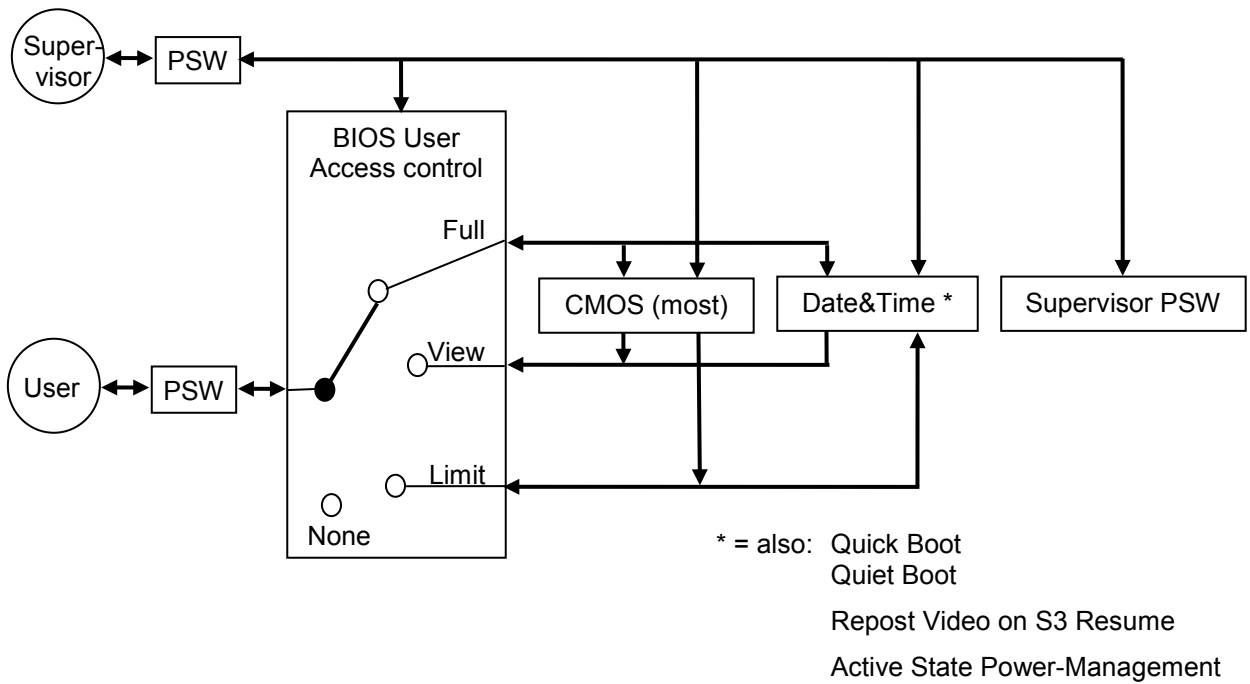 Super-
visor
PSW
BIOS User
Access control
Full
CMOS (most)
Date&Time *
Supervisor PSW
View
User
PSW
Limit
None
* = also: Quick Boot
Quiet Boot
Repost Video on S3 Resume
Active State Power-Management